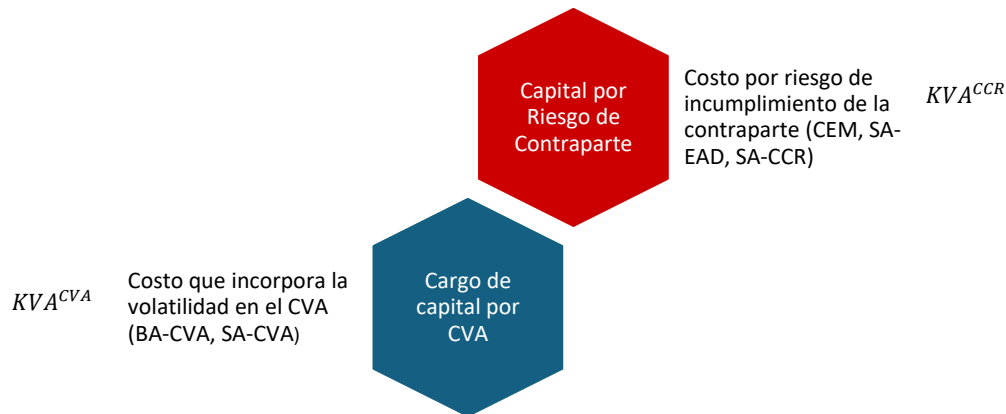 Capital por
Riesgo de
Contraparte
Costo por riesgo de
incumplimiento de la
contraparte (CEM, SA-
EAD, SA-CCR)
KVA^CCR
KVA^CVA
Costo que incorpora la
volatilidad en el CVA
(BA-CVA, SA-CVA)
Cargo de
capital por
CVA